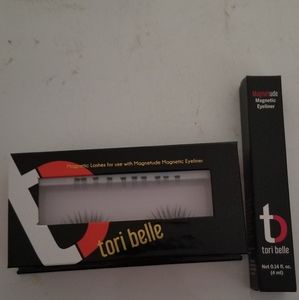 Magnetic Lashes for use with Magnetude Magnetic Eyeliner
tori belle
Magnetude
Magnetic
Eyeliner
tb
tori belle
Net 0.14 fl. oz.
(4 ml)